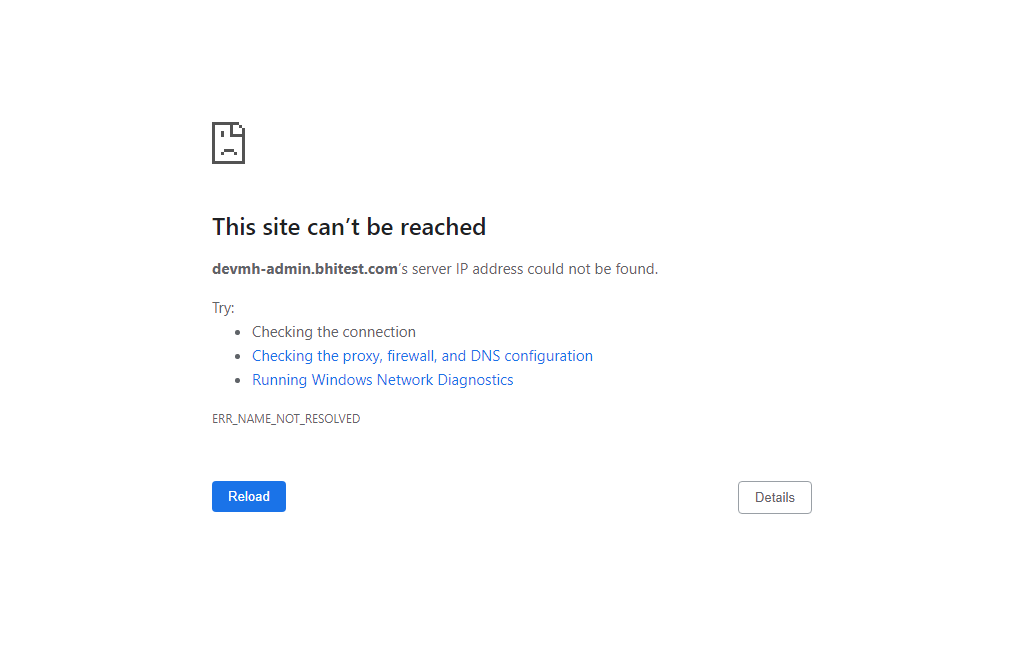 This site can’t be reached
devmh-admin.bhitest.com’s server IP address could not be found.
Try:
Checking the connection
Checking the proxy, firewall, and DNS configuration
Running Windows Network Diagnostics
ERR_NAME_NOT_RESOLVED
Reload
Details